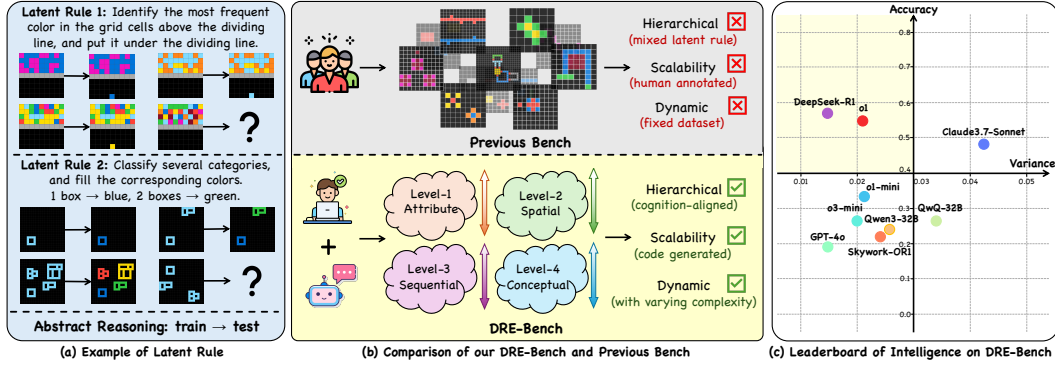 Latent Rule 1: Identify the most frequent
color in the grid cells above the dividing
line, and put it under the dividing line.
?
Latent Rule 2: Classify several categories,
and fill the corresponding colors.
1 box → blue, 2 boxes → green.
?
Abstract Reasoning: train → test
(a) Example of Latent Rule
Hierarchical
(mixed latent rule)
Scalability
(human annotated)
Dynamic
(fixed dataset)
Previous Bench
Level-1
Attribute
Level-2
Spatial
Level-3
Sequential
Level-4
Conceptual
Hierarchical
(cognition-aligned)
Scalability
(code generated)
Dynamic
(with varying complexity)
DRE-Bench
(b) Comparison of our DRE-Bench and Previous Bench
Accuracy
0.8
0.7
0.6
DeepSeek-R1
o1
0.5
Claude3.7-Sonnet
Variance
0.4
0.01
0.02
0.03
0.04
0.05
o1-mini
0.3
o3-mini
Qwen3-32B
QwQ-32B
GPT-4o
0.2
Skywork-OR1
0.1
(c) Leaderboard of Intelligence on DRE-Bench